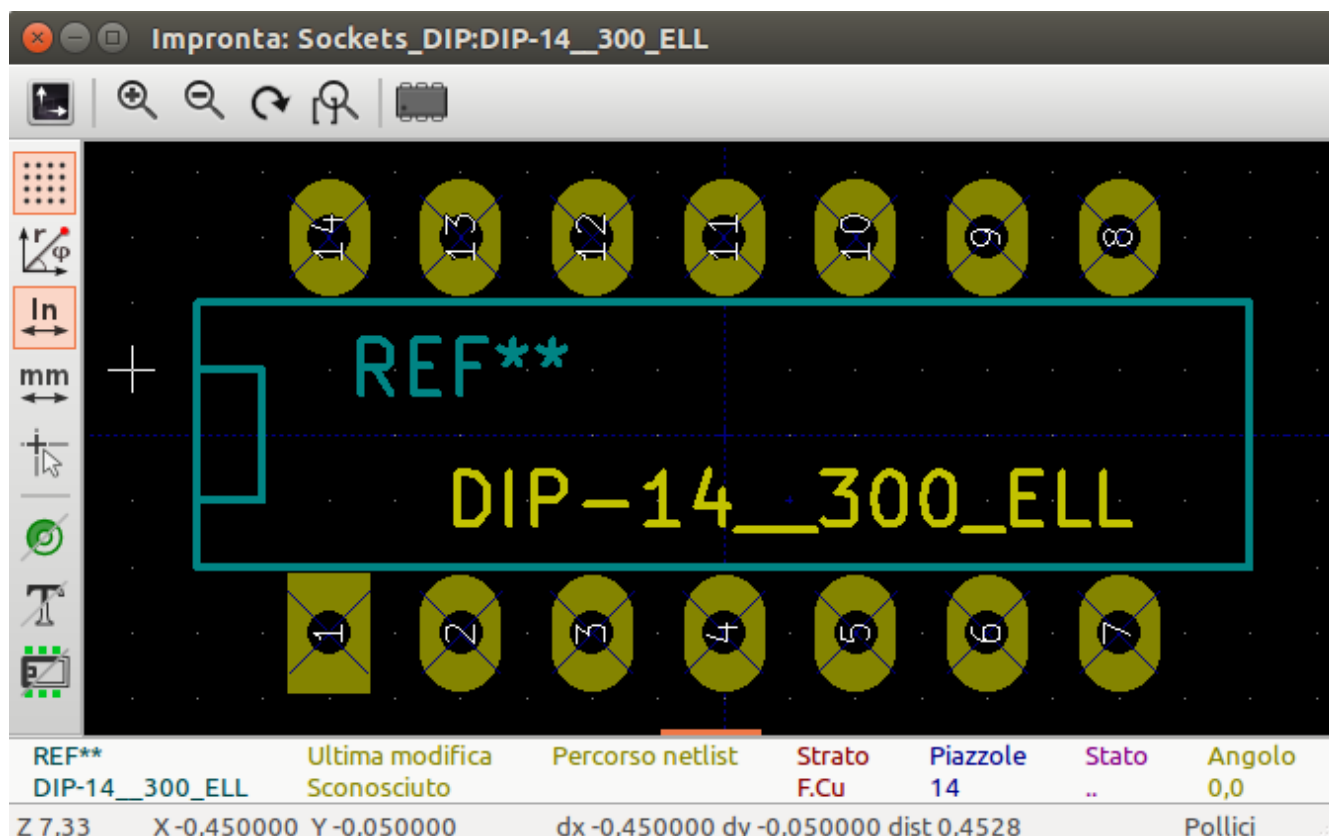 Impronta: Sockets_DIP:DIP-14__300_ELL
r φ
In
mm
14 13 12 11 10 9 8
REF**
DIP-14__300_ELL
1 2 3 4 5 6 7
T
REF** Ultima modifica Percorso netlist Strato Piazzole Stato Angolo
DIP-14__300_ELL Sconosciuto F.Cu 14 .. 0,0
Z 7,33 X -0,450000 Y -0,050000 dx -0,450000 dy -0,050000 dist 0,4528 Pollici